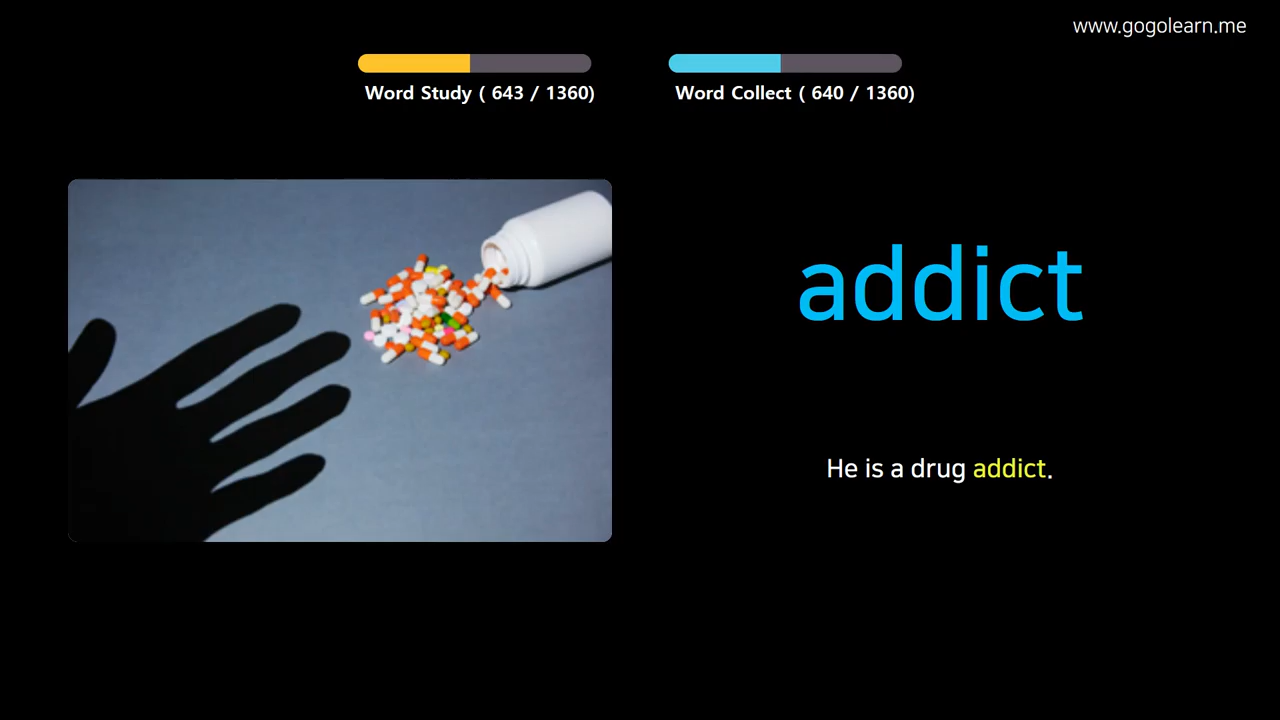 www.gogolearn.me
Word Study ( 643 / 1360)
Word Collect ( 640 / 1360)
addict
He is a drug addict.